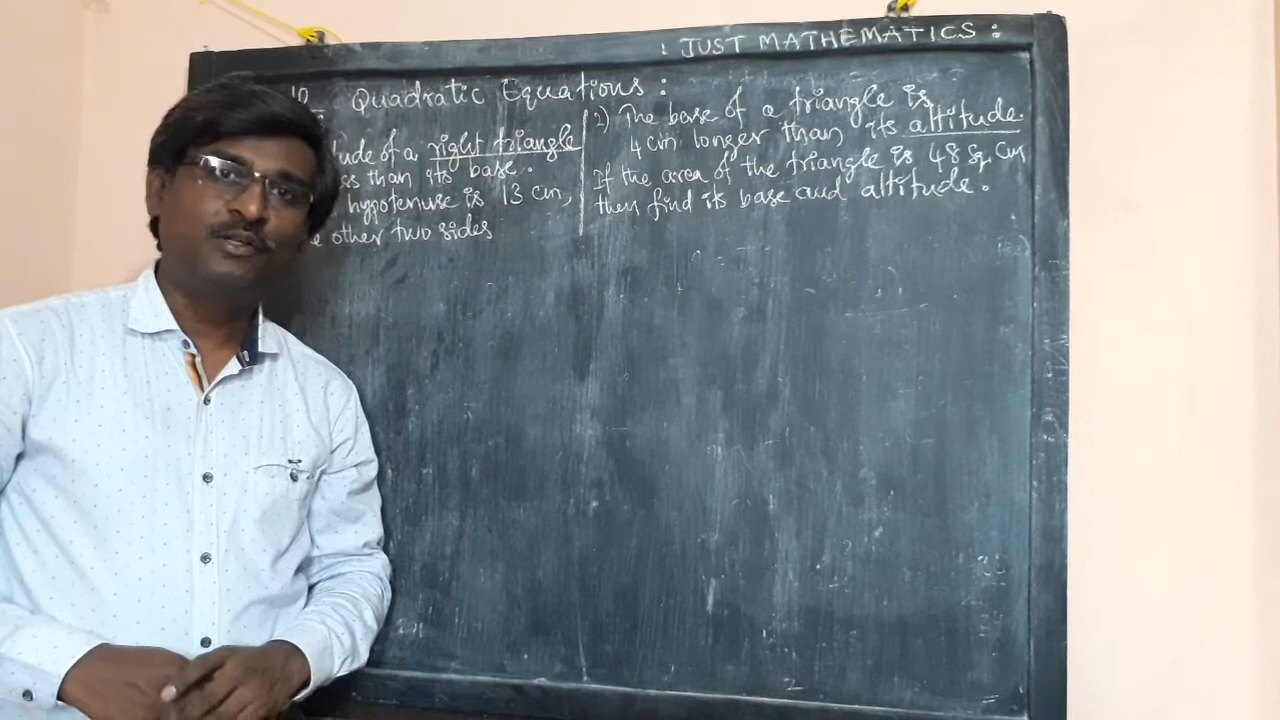 : JUST MATHEMATICS :
10 Quadratic Equations :
of a right triangle
than its base.
hypotenuse is 13 cm,
other two sides
2) The base of a triangle is
4 cm longer than its altitude.
If the area of the triangle is 48 sq cm
then find its base and altitude.